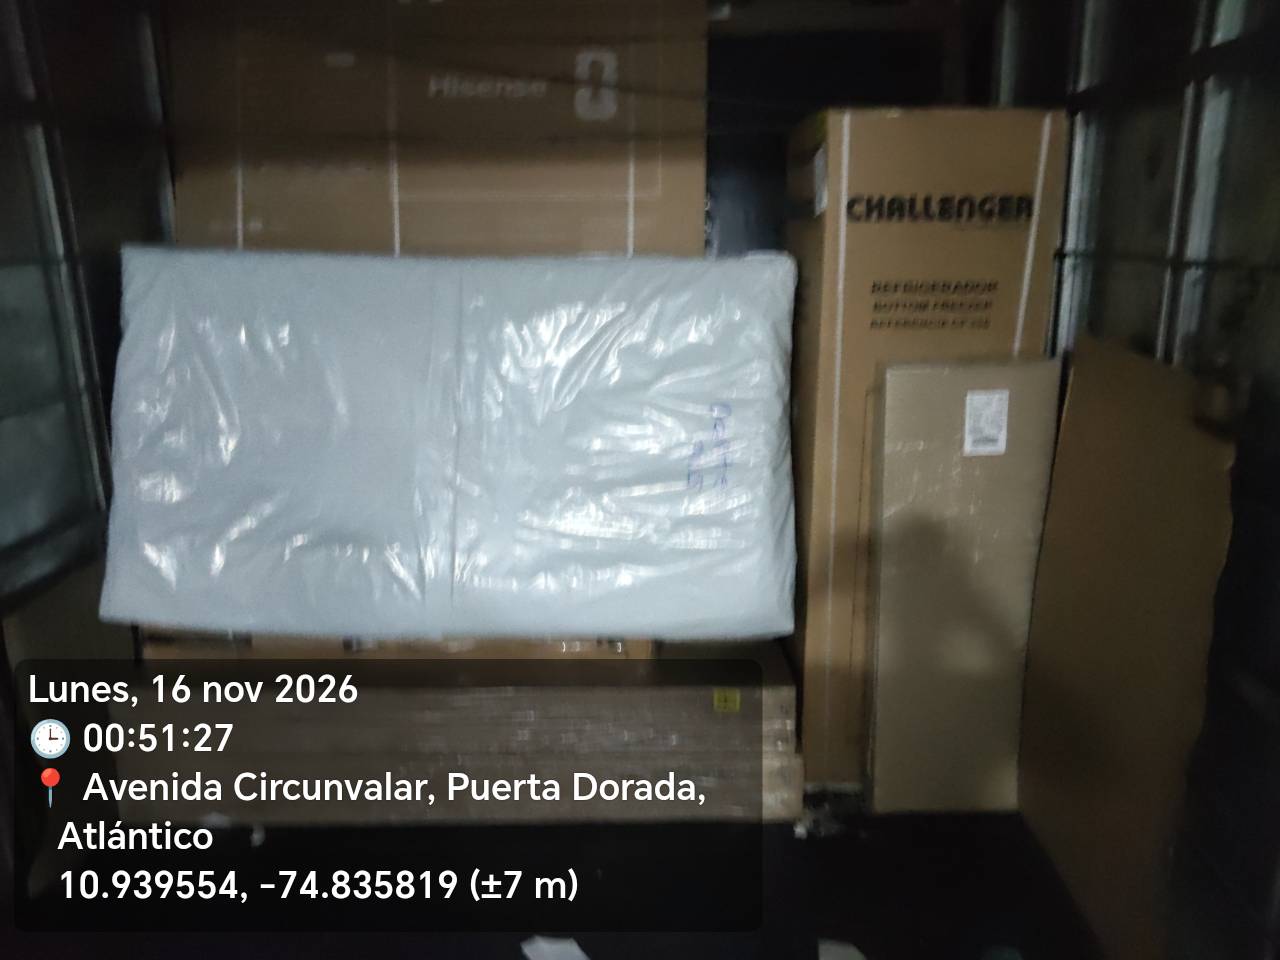 Hisense
CHALLENGER
REFRIGERADOR
BOTTOM FREEZER
Lunes, 16 nov 2026
🕒 00:51:27
📍 Avenida Circunvalar, Puerta Dorada,
Atlántico
10.939554, -74.835819 (±7 m)